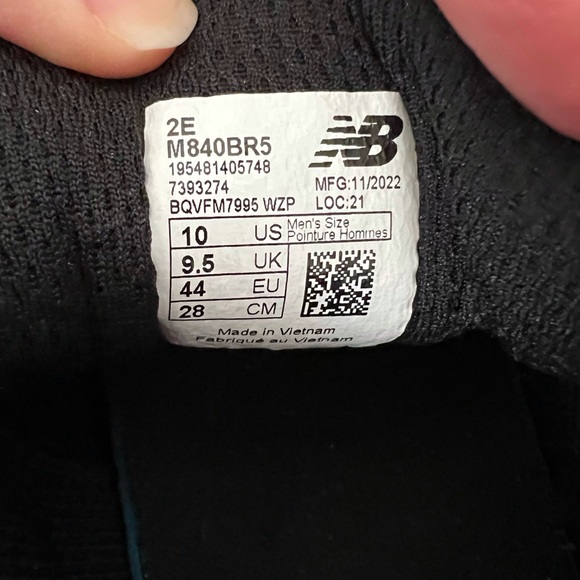 2E
M840BR5
195481405748
7393274 MFG:11/2022
BQVFM7995 WZP LOC:21
NB
10 US Men's Size
Pointure Hommes
9.5 UK
44 EU
28 CM
Made in Vietnam
Fabriqué au Vietnam